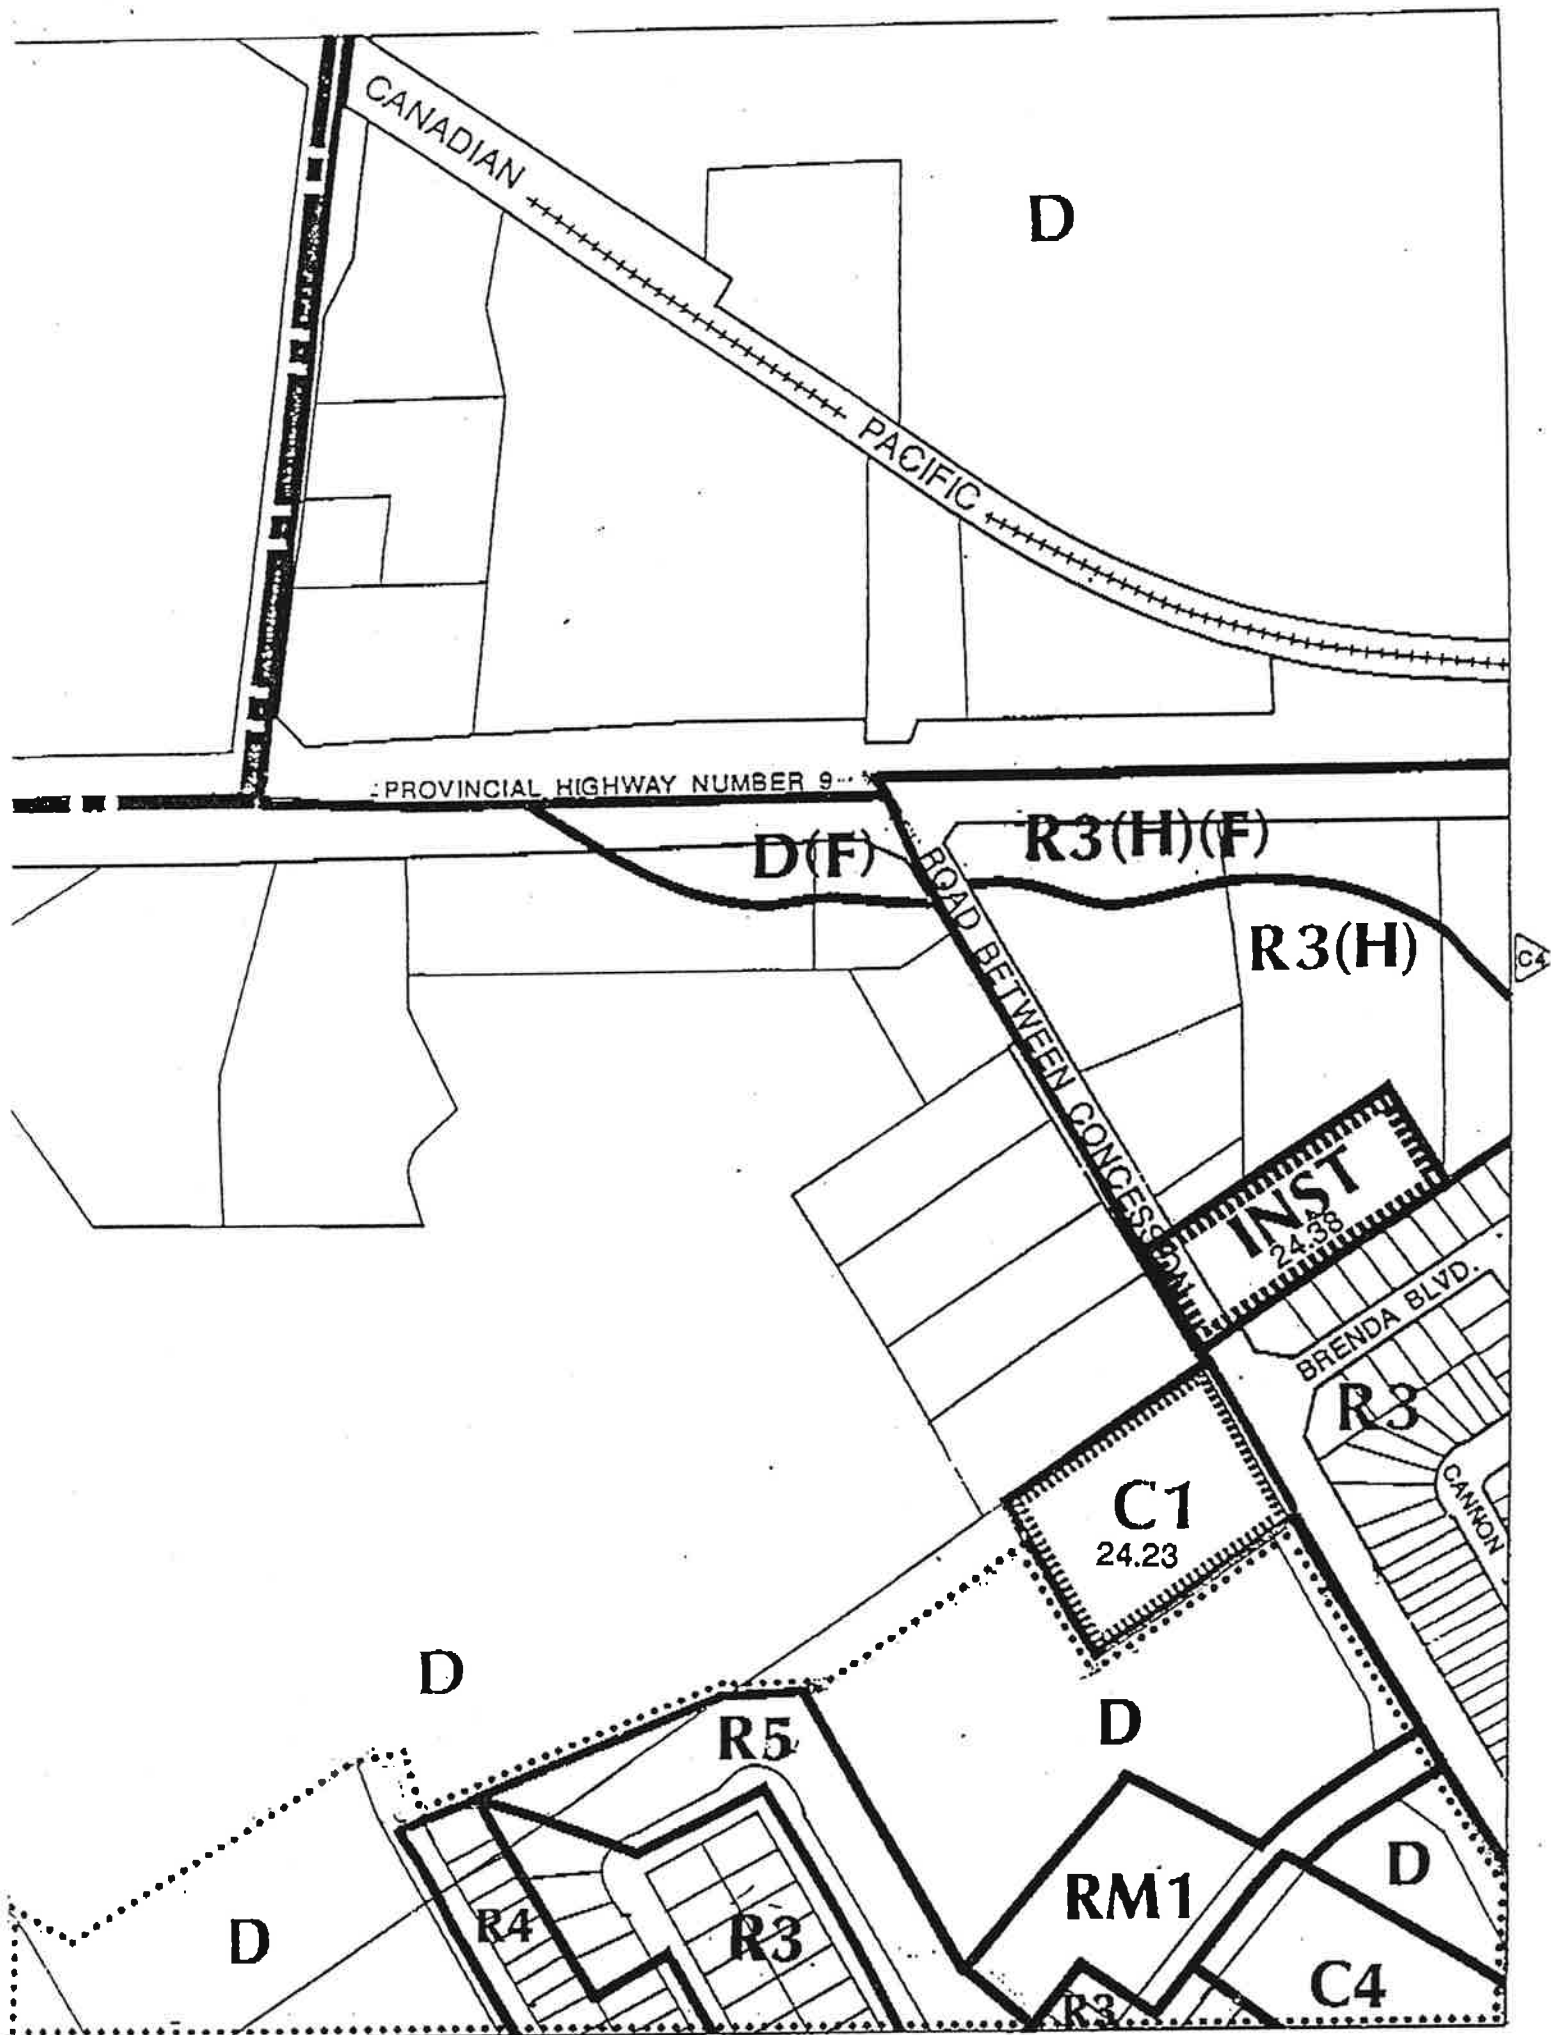 CANADIAN
D
PACIFIC
PROVINCIAL HIGHWAY NUMBER 9
D(F)
R3(H)(F)
ROAD BETWEEN CONCESSION
R3(H)
C4
INST
24.38
BRENDA BLVD.
R3
CANNON
C1
24.23
D
D
R5
D
RM1
R4
R3
D
C4
R3